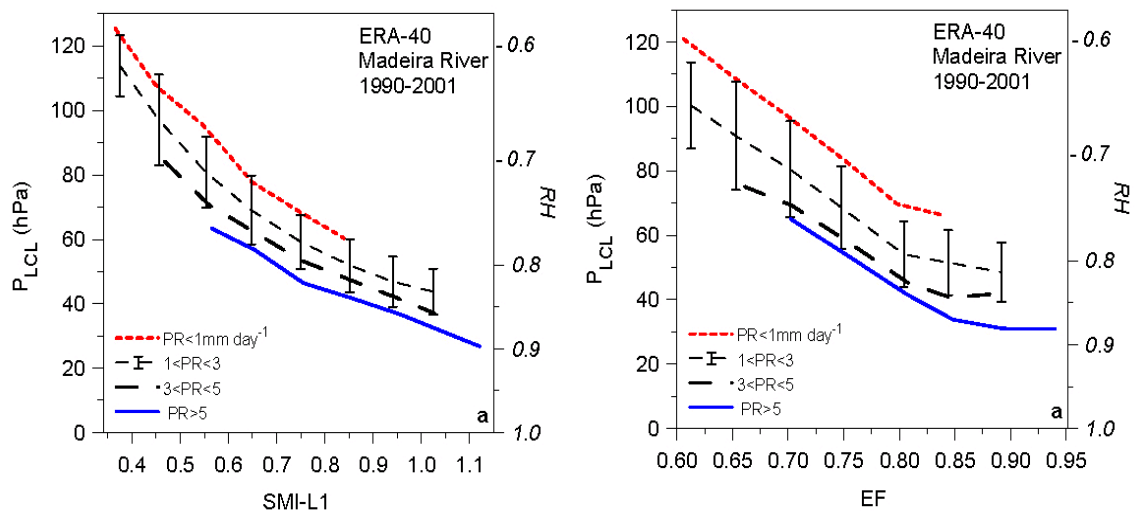 ERA-40
Madeira River
1990-2001
P_LCL (hPa)
120
100
80
60
40
20
0
0.4 0.5 0.6 0.7 0.8 0.9 1.0 1.1
SMI-L1
0.6
0.7
RH
0.8
0.9
1.0
PR<1mm day⁻¹
1<PR<3
3<PR<5
PR>5
a
ERA-40
Madeira River
1990-2001
P_LCL (hPa)
120
100
80
60
40
20
0
0.60 0.65 0.70 0.75 0.80 0.85 0.90 0.95
EF
0.6
0.7
RH
0.8
0.9
1.0
PR<1mm day⁻¹
1<PR<3
3<PR<5
PR>5
a